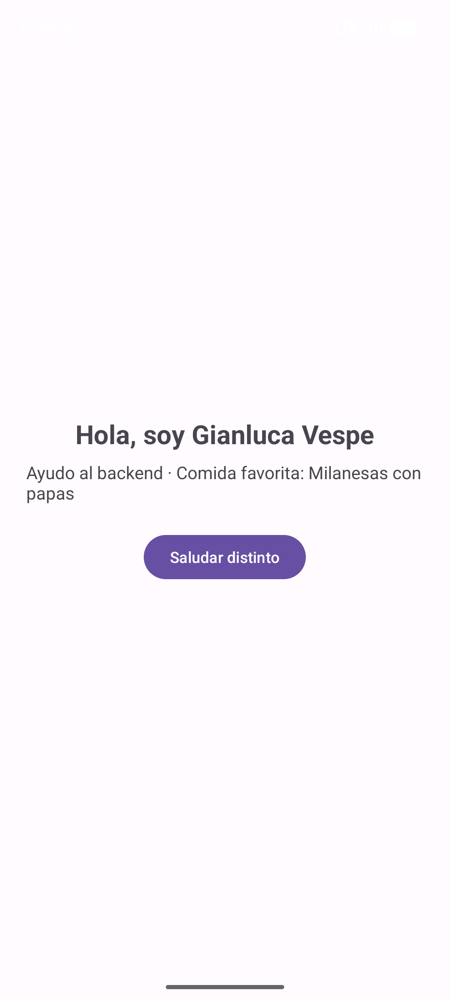 Hola, soy Gianluca Vespe
Ayudo al backend · Comida favorita: Milanesas con
papas
Saludar distinto